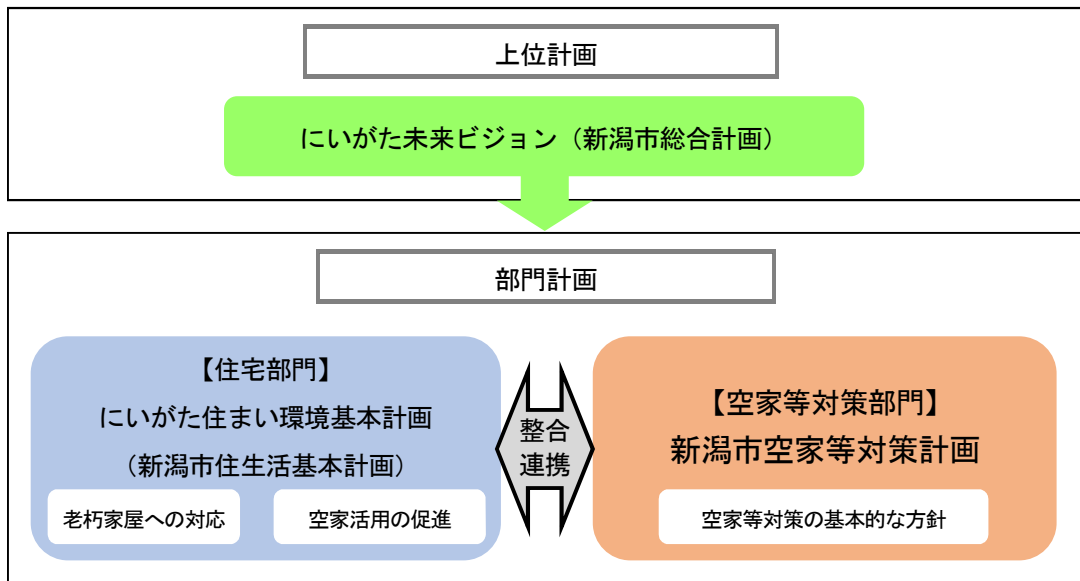 上位計画
にいがた未来ビジョン（新潟市総合計画）
部門計画
【住宅部門】
にいがた住まい環境基本計画
（新潟市住生活基本計画）
老朽家屋への対応
空家活用の促進
整合
連携
【空家等対策部門】
新潟市空家等対策計画
空家等対策の基本的な方針